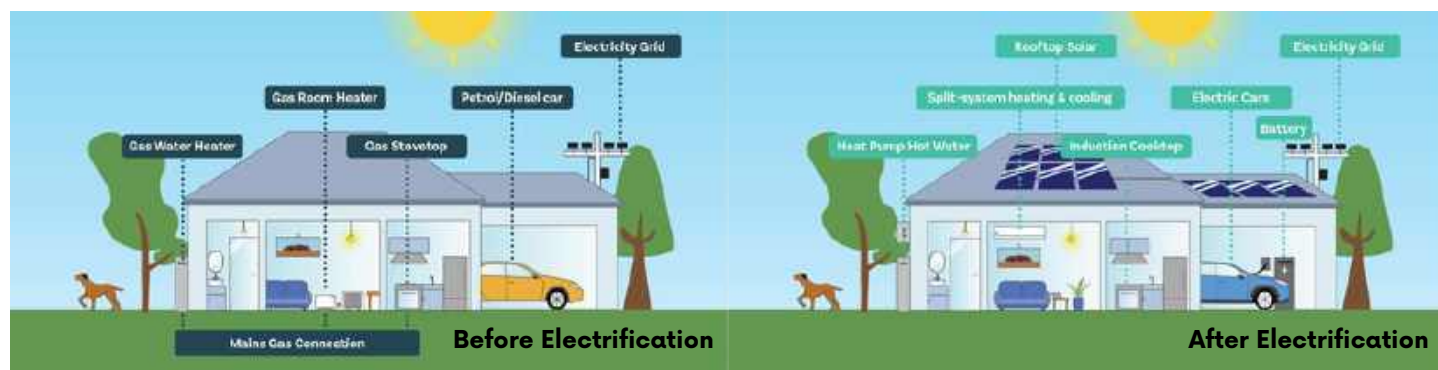 Electricity Grid
Gas Room Heater
Petrol/Diesel car
Gas Water Heater
Gas Stovetop
Mains Gas Connection
Before Electrification
Rooftop Solar
Electricity Grid
Split-system heating & cooling
Electric Cars
Battery
Heat Pump Hot Water
Induction Cooktop
After Electrification